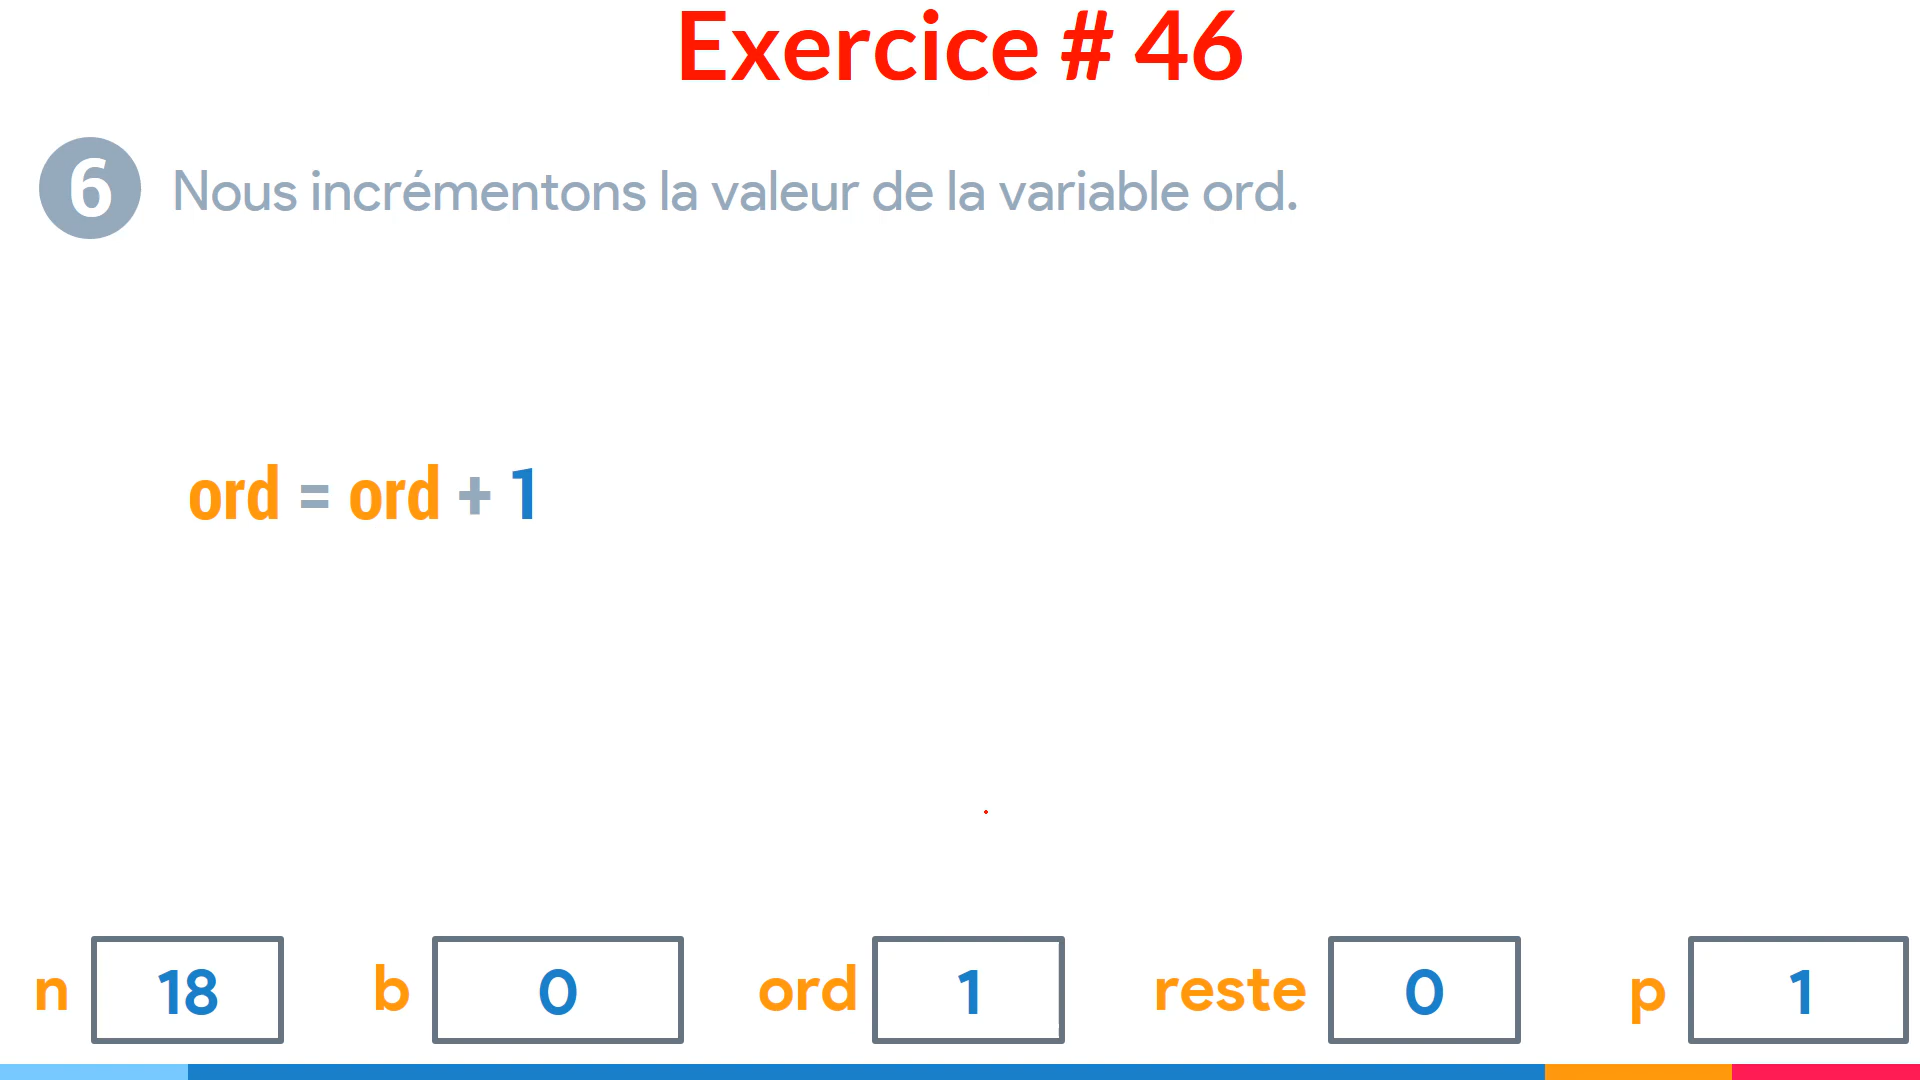 Exercice # 46
6 Nous incrémentons la valeur de la variable ord.
ord = ord + 1
n 18 b 0 ord 1 reste 0 p 1